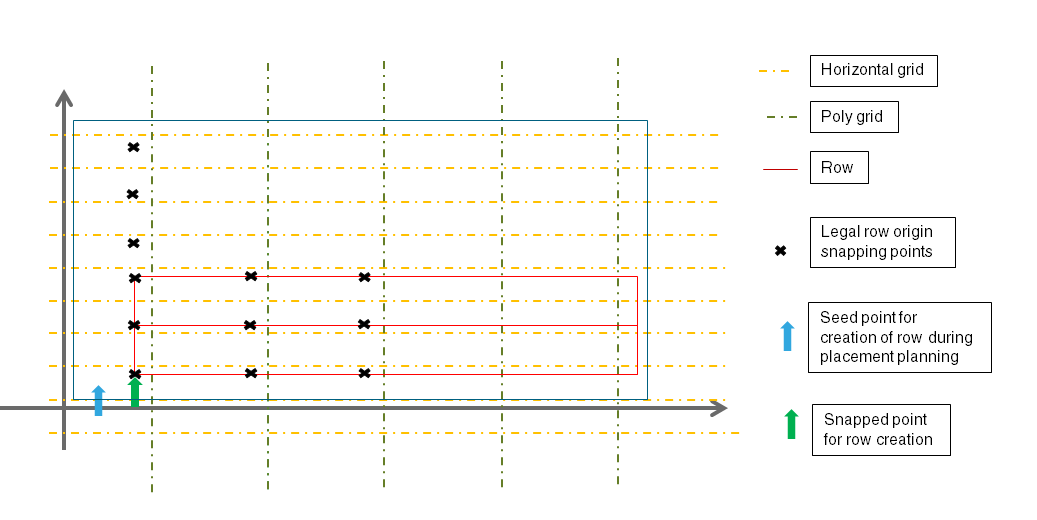 Horizontal grid
Poly grid
Row
Legal row origin
snapping points
Seed point for
creation of row during
placement planning
Snapped point
for row creation